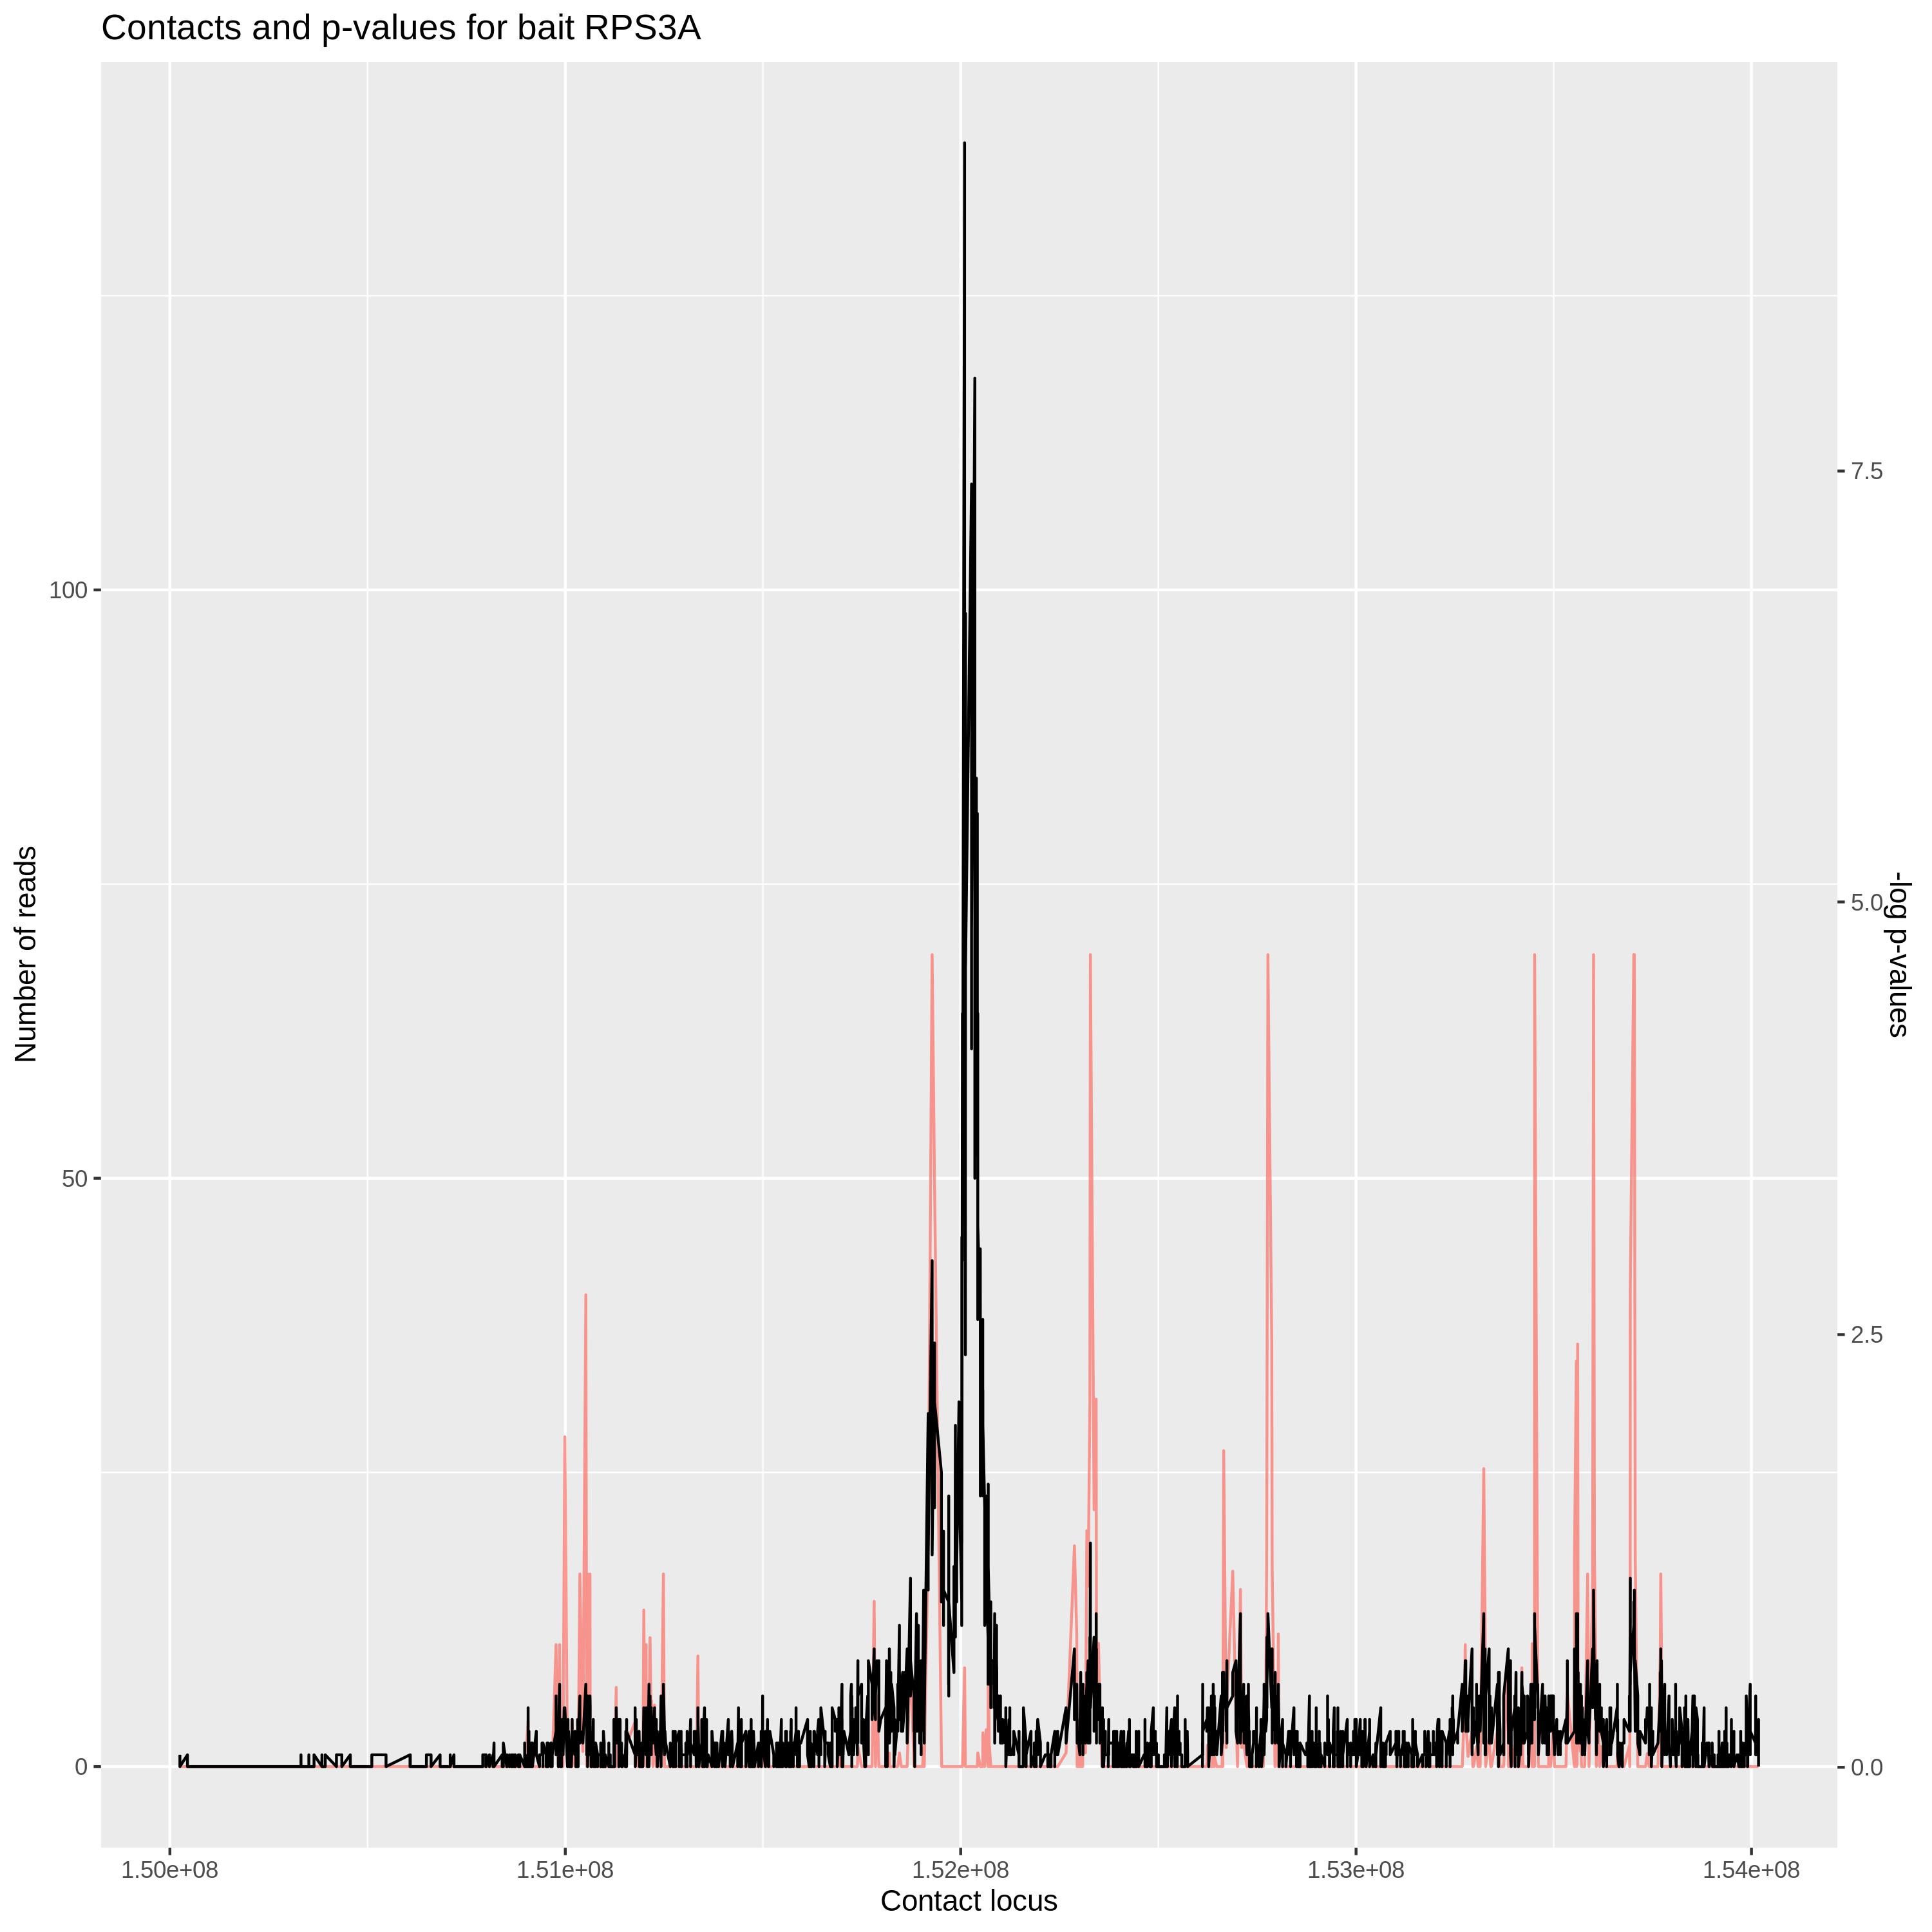 Contacts and p-values for bait RPS3A
Number of reads
100
50
0
7.5
5.0
2.5
0.0
-log p-values
1.50e+08
1.51e+08
1.52e+08
1.53e+08
1.54e+08
Contact locus